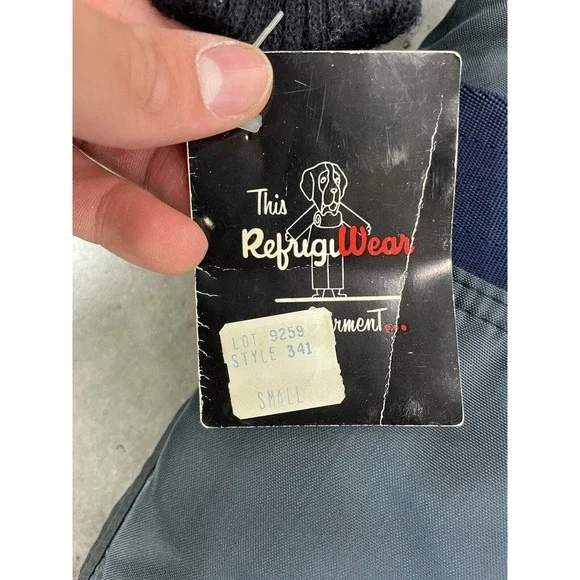 This
RefrigiWear
LOT 9259
STYLE 341
SMALL